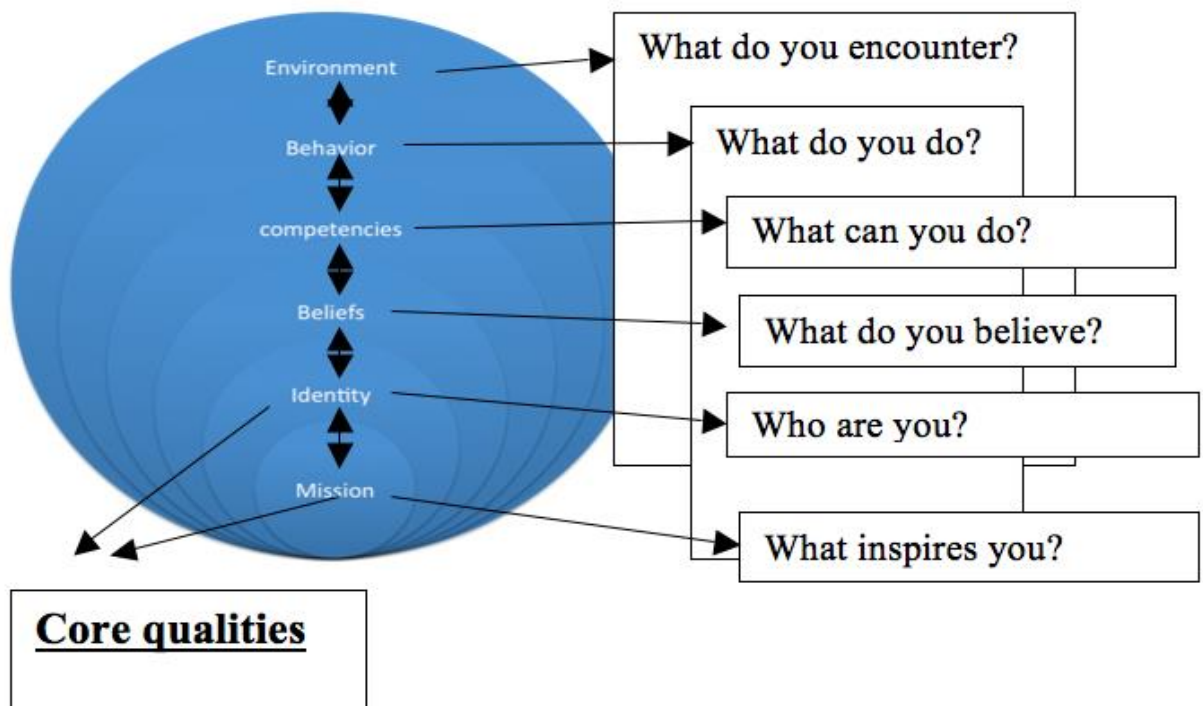 Environment
What do you encounter?
Behavior
What do you do?
competencies
What can you do?
Beliefs
What do you believe?
Identity
Who are you?
Mission
What inspires you?
Core qualities